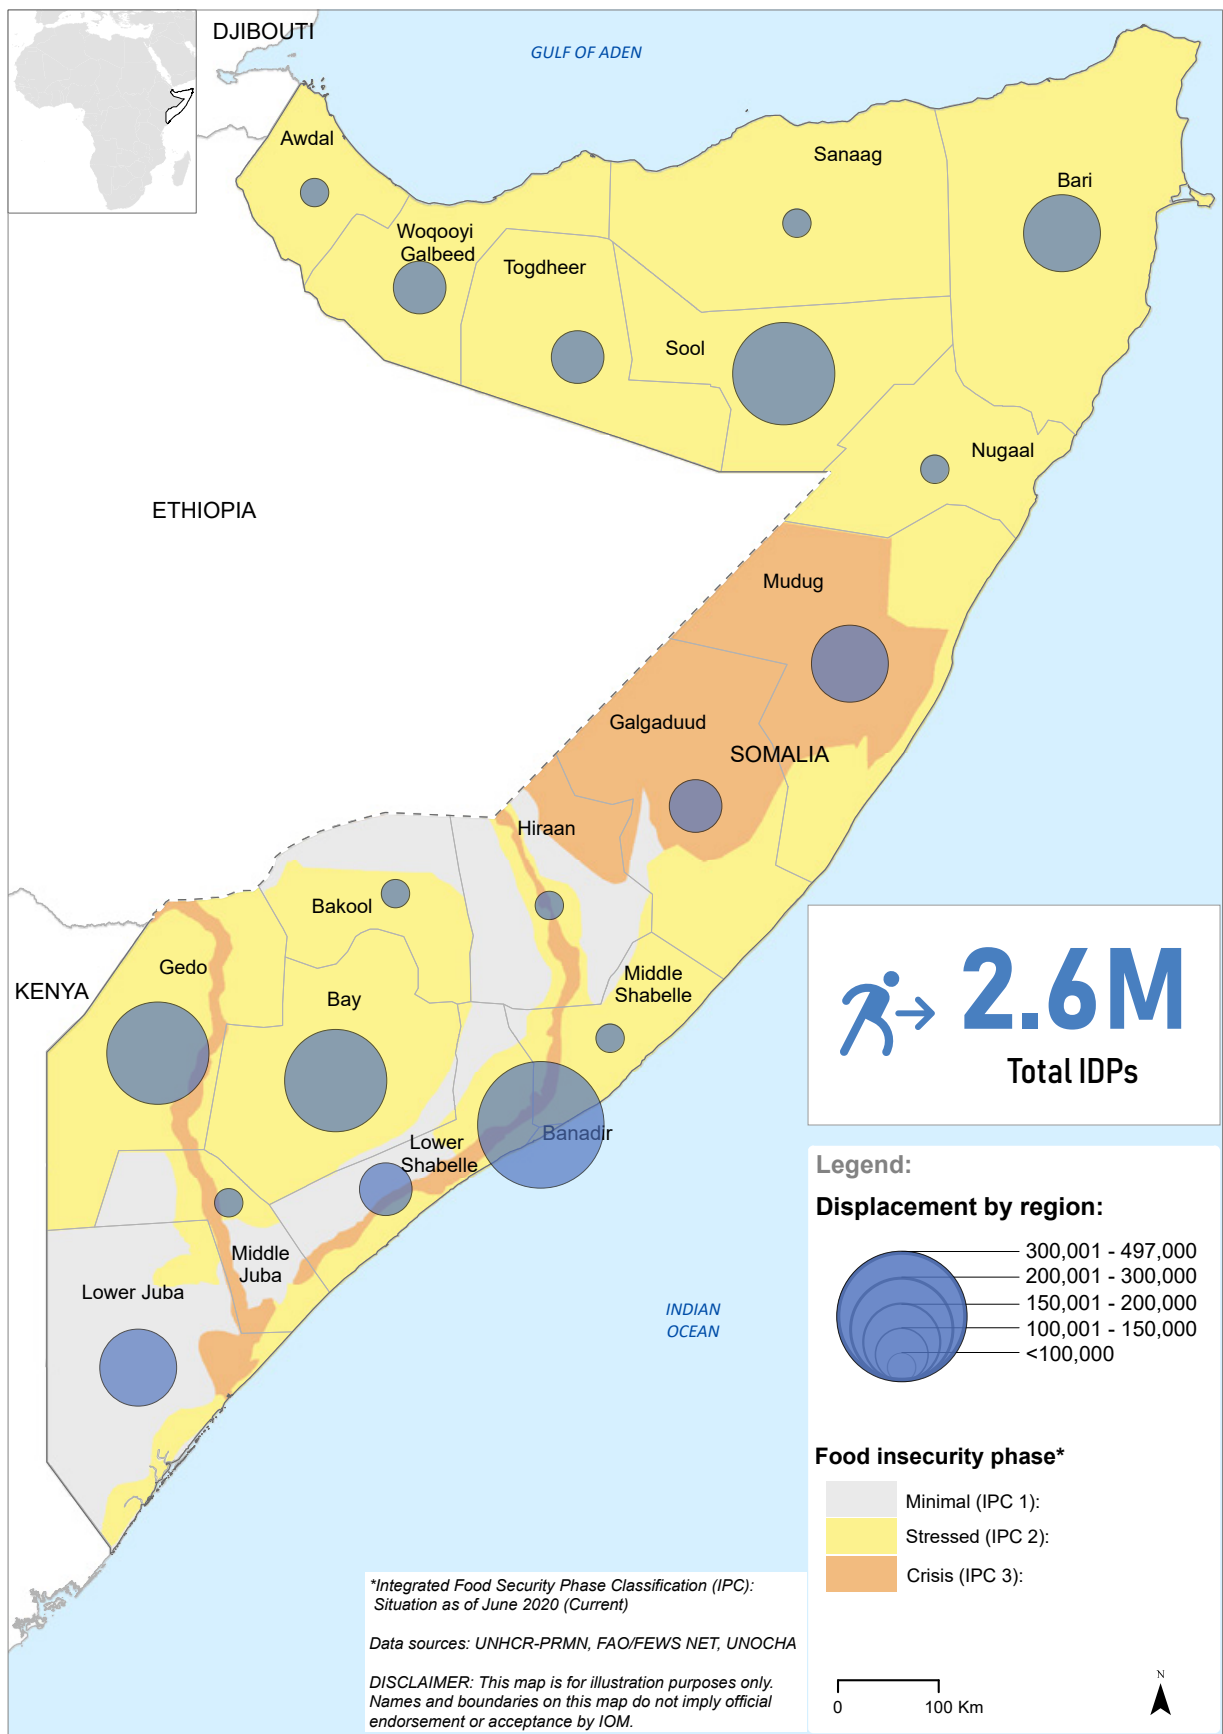 DJIBOUTI
GULF OF ADEN
Awdal
Sanaag
Bari
Woqooyi
Galbeed
Togdheer
Sool
Nugaal
ETHIOPIA
Mudug
Galgaduud
SOMALIA
Hiraan
Bakool
Gedo
KENYA
Bay
Middle
Shabelle
2.6M
Total IDPs
Banadir
Lower
Shabelle
Middle
Juba
Lower Juba
INDIAN
OCEAN
Legend:
Displacement by region:
300,001 - 497,000
200,001 - 300,000
150,001 - 200,000
100,001 - 150,000
<100,000
Food insecurity phase*
Minimal (IPC 1):
Stressed (IPC 2):
Crisis (IPC 3):
*Integrated Food Security Phase Classification (IPC):
Situation as of June 2020 (Current)
Data sources: UNHCR-PRMN, FAO/FEWS NET, UNOCHA
DISCLAIMER: This map is for illustration purposes only.
Names and boundaries on this map do not imply official
endorsement or acceptance by IOM.
0 100 Km
N